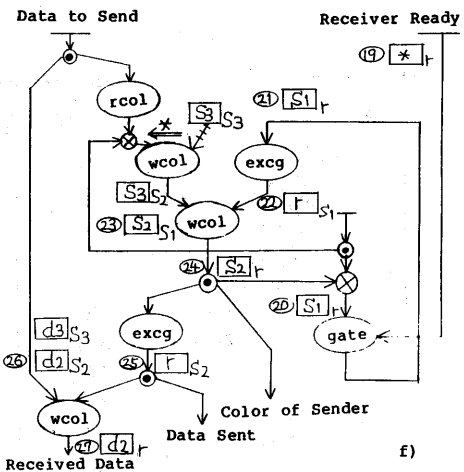 Data to Send
Receiver Ready
19 * r
rcol
21 S1 r
*
S3 S3
wcol
excg
S3 S2
22 r S1
23 S2 S1
wcol
24 S2 r
20 S1 r
d3 S3
excg
gate
26 d2 S2
25 r S2
wcol
Color of Sender
Data Sent
27 d2 r
Received Data
f)